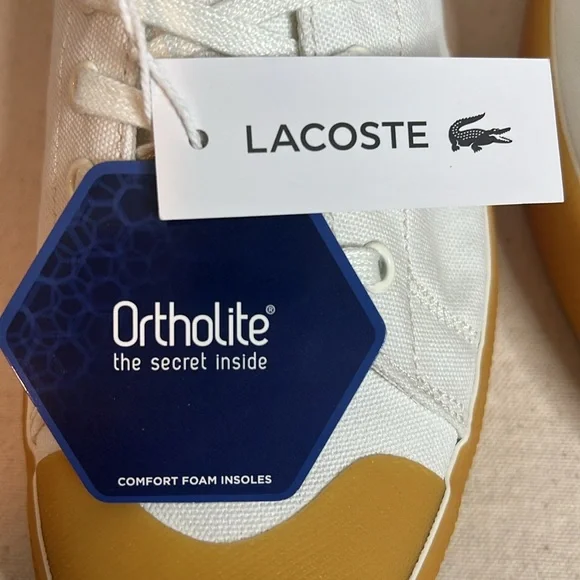 LACOSTE
Ortholite®
the secret inside
COMFORT FOAM INSOLES